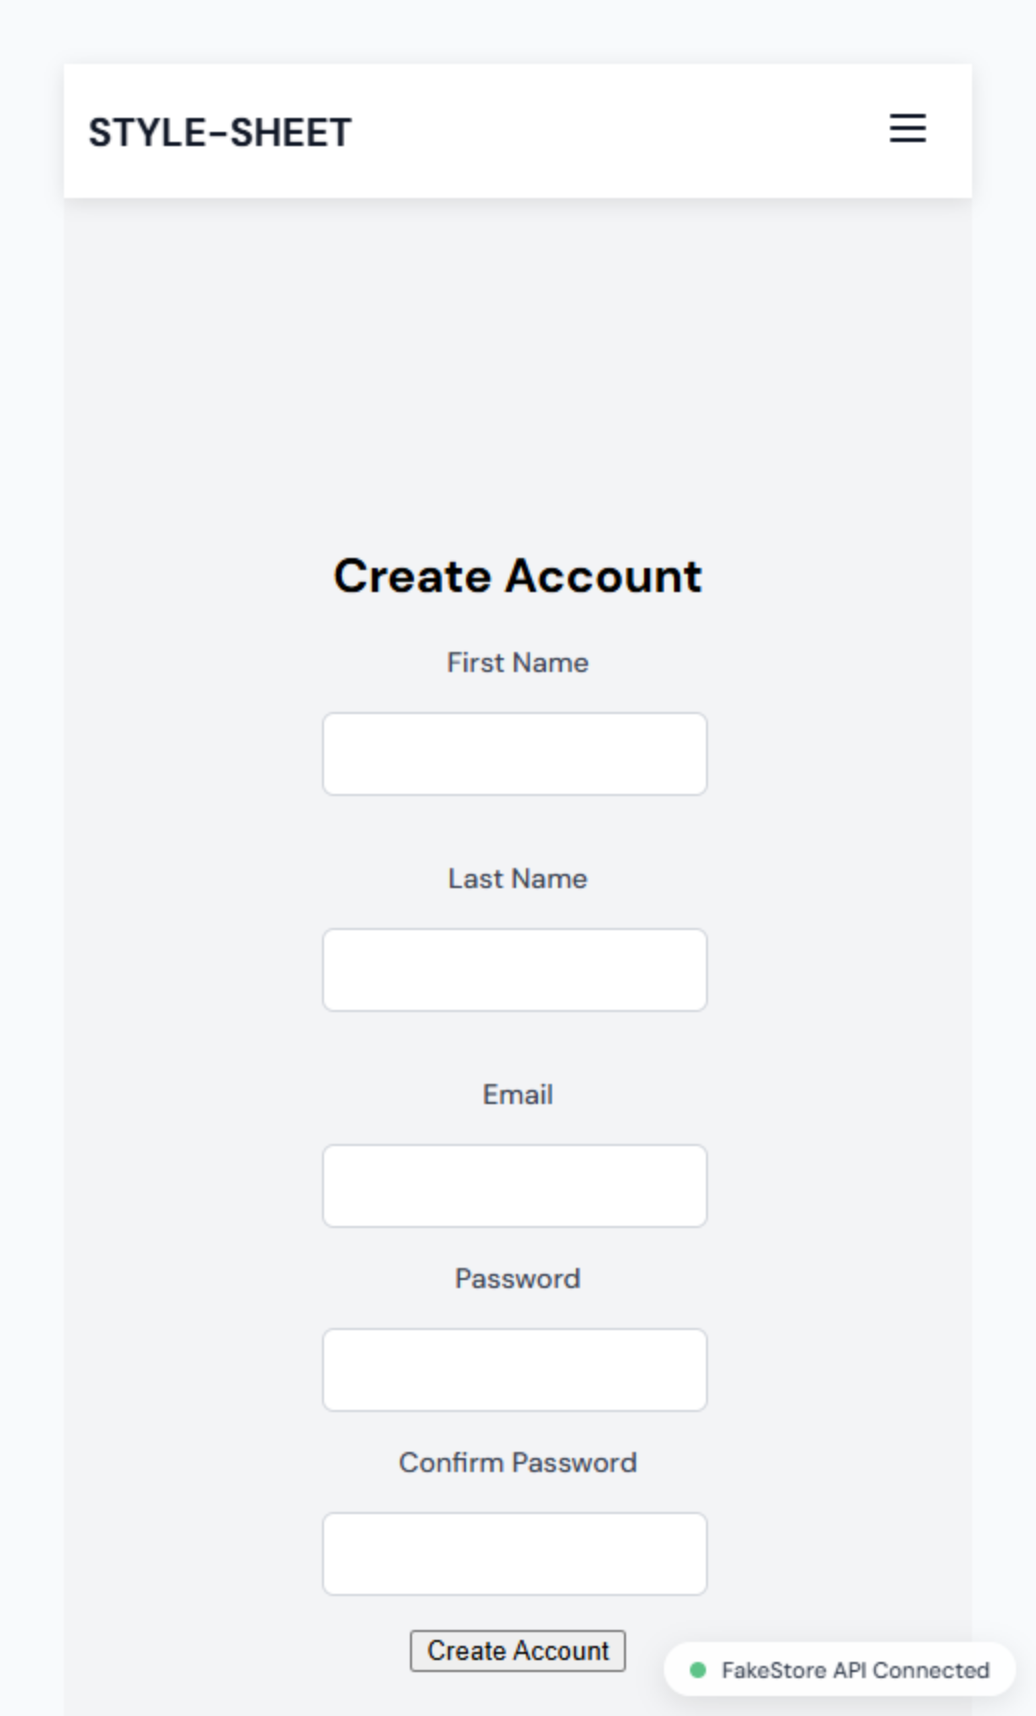 STYLE-SHEET
Create Account
First Name
Last Name
Email
Password
Confirm Password
Create Account
FakeStore API Connected